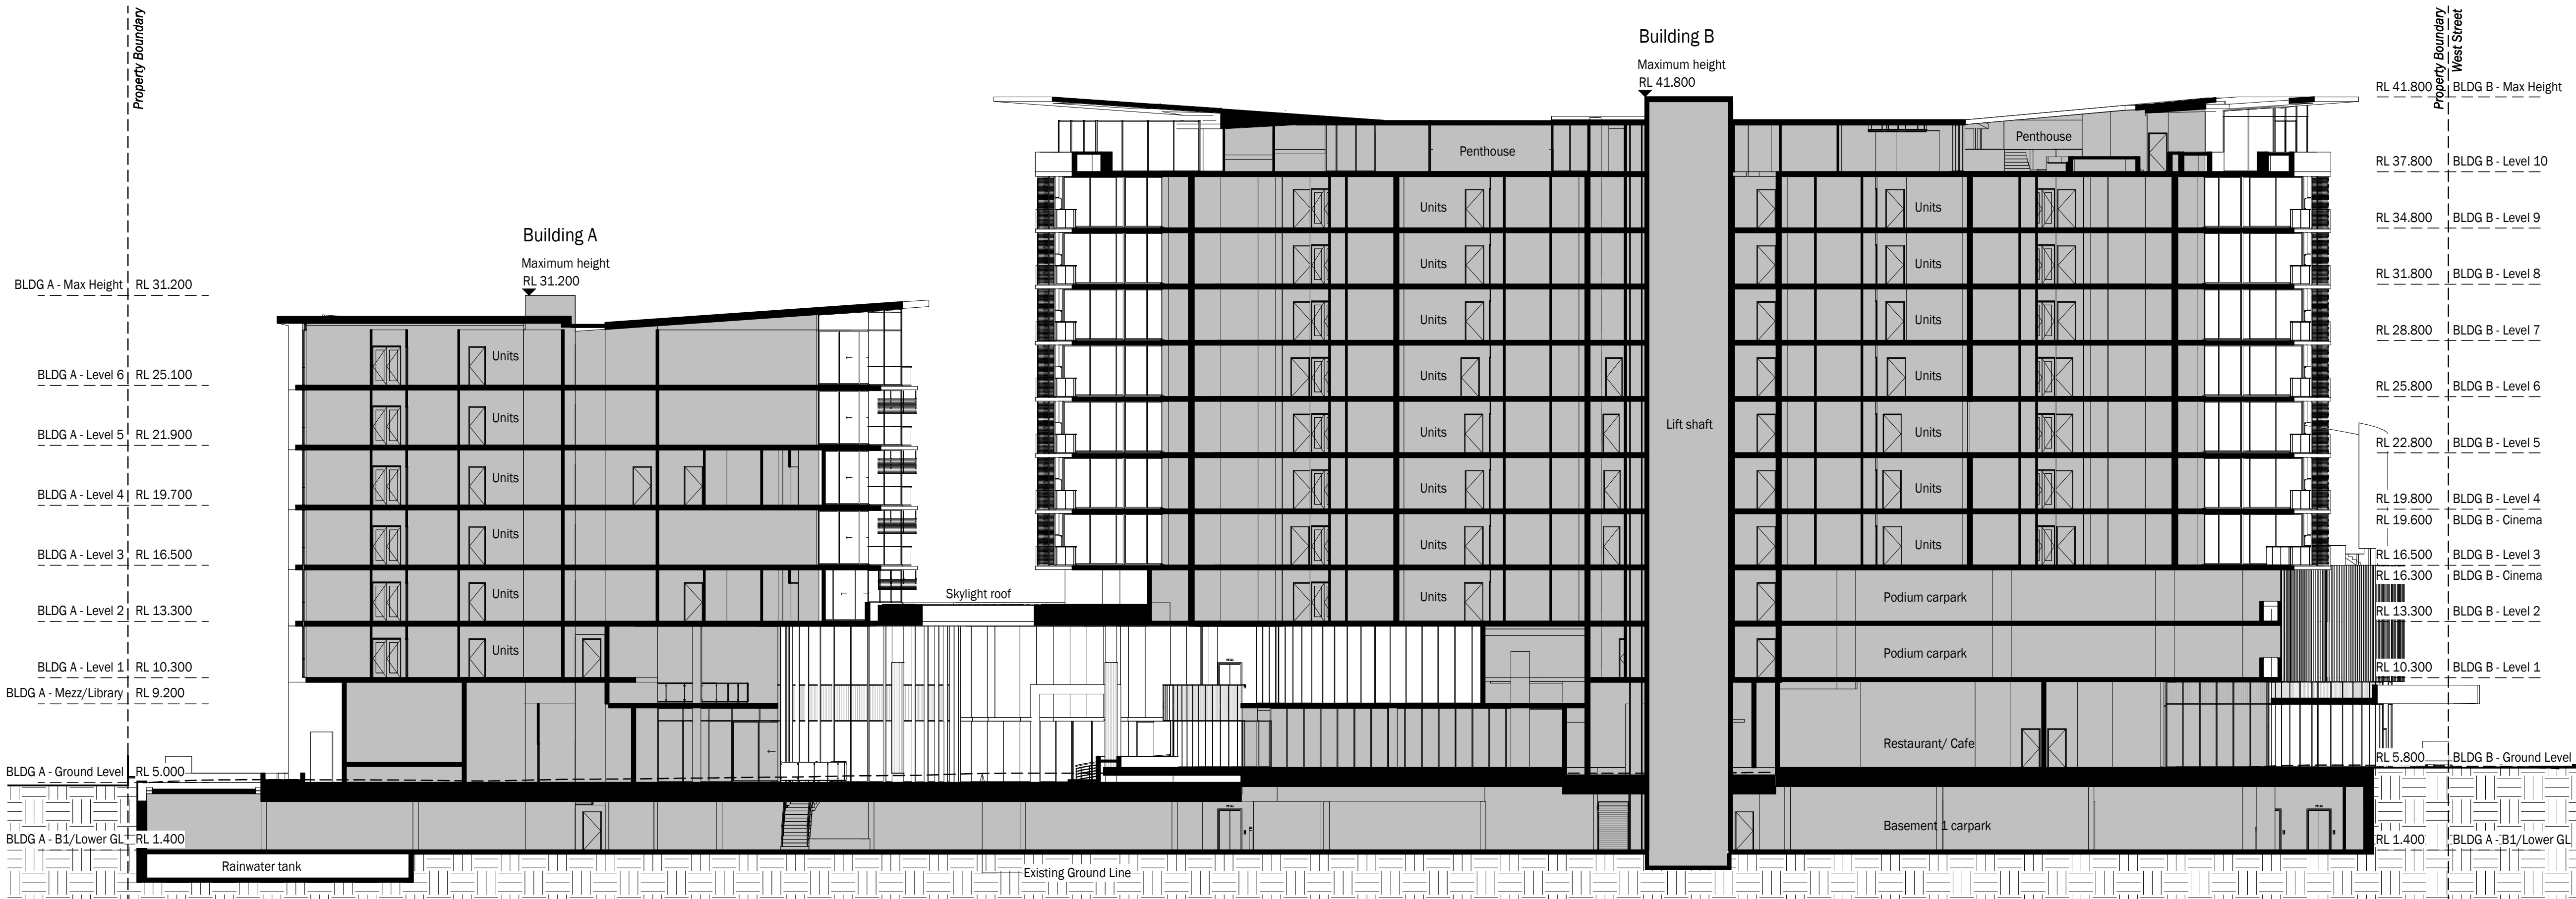 Property Boundary
Building A
Maximum height
RL 31.200
BLDG A - Max Height RL 31.200
BLDG A - Level 6 RL 25.100
BLDG A - Level 5 RL 21.900
BLDG A - Level 4 RL 19.700
BLDG A - Level 3 RL 16.500
BLDG A - Level 2 RL 13.300
BLDG A - Level 1 RL 10.300
BLDG A - Mezz/Library RL 9.200
BLDG A - Ground Level RL 5.000
BLDG A - B1/Lower GL RL 1.400
Units
Units
Units
Units
Units
Units
Rainwater tank
Skylight roof
Existing Ground Line
Building B
Maximum height
RL 41.800
Penthouse
Units
Units
Units
Units
Units
Units
Units
Units
Lift shaft
Penthouse
Units
Units
Units
Units
Units
Units
Units
Podium carpark
Podium carpark
Restaurant/ Cafe
Basement 1 carpark
Property Boundary
West Street
RL 41.800 BLDG B - Max Height
RL 37.800 BLDG B - Level 10
RL 34.800 BLDG B - Level 9
RL 31.800 BLDG B - Level 8
RL 28.800 BLDG B - Level 7
RL 25.800 BLDG B - Level 6
RL 22.800 BLDG B - Level 5
RL 19.800 BLDG B - Level 4
RL 19.600 BLDG B - Cinema
RL 16.500 BLDG B - Level 3
RL 16.300 BLDG B - Cinema
RL 13.300 BLDG B - Level 2
RL 10.300 BLDG B - Level 1
RL 5.800 BLDG B - Ground Level
RL 1.400 BLDG A - B1/Lower GL